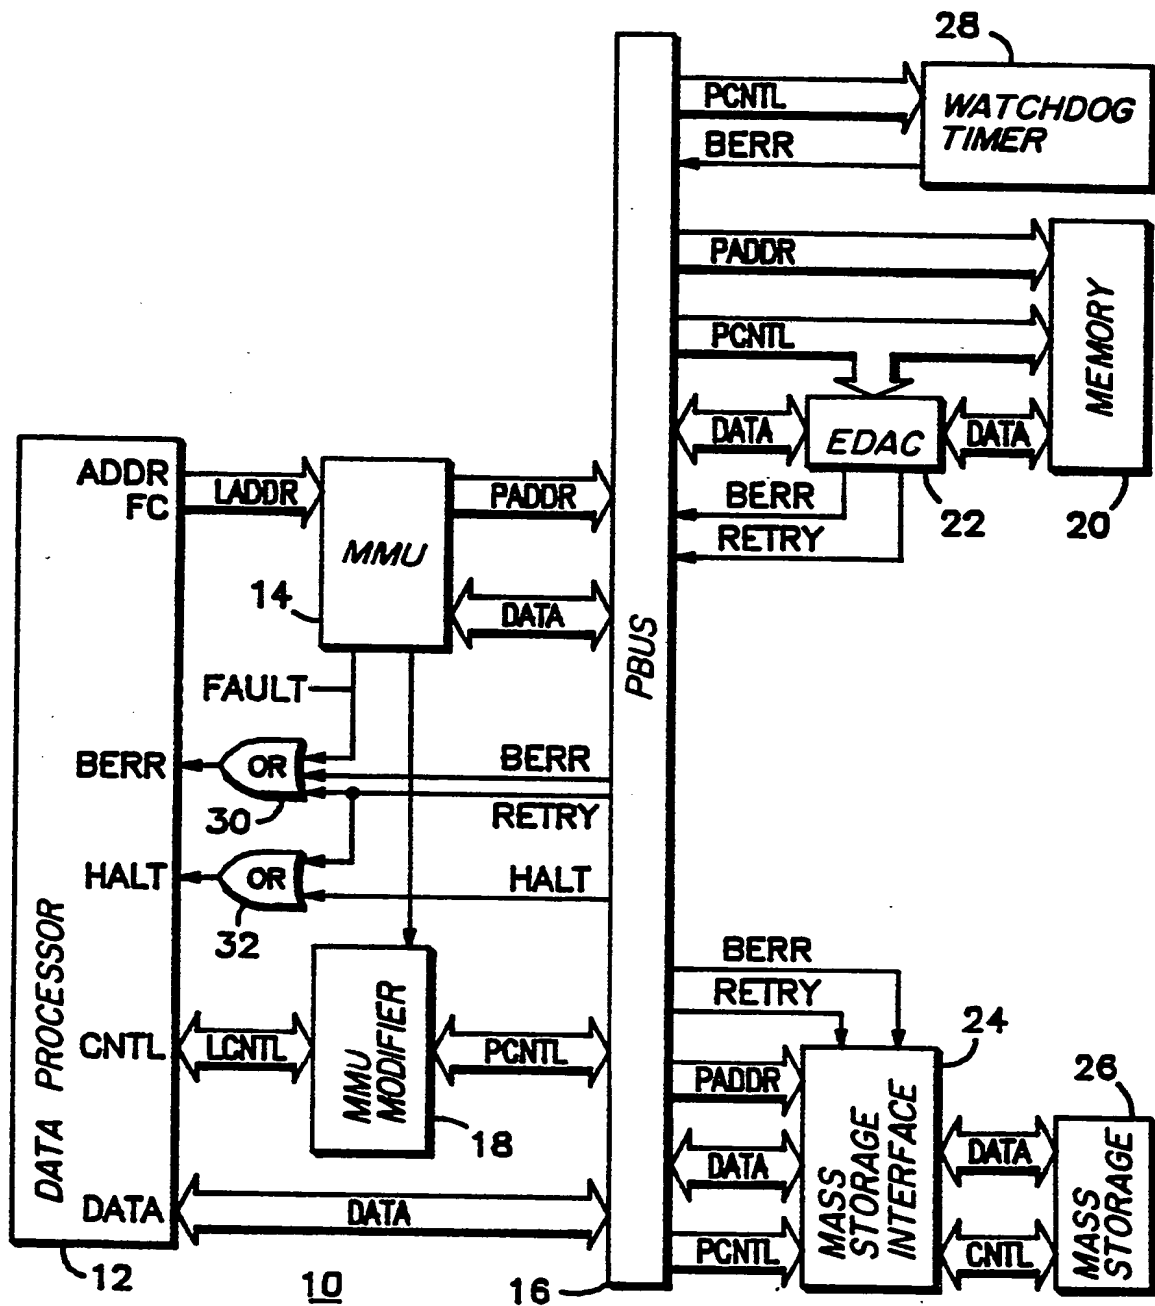 28
WATCHDOG
TIMER
PCNTL
BERR
PADDR
PCNTL
MEMORY
DATA
EDAC
DATA
BERR
RETRY
22
20
ADDR
FC
LADDR
MMU
PADDR
14
DATA
PBUS
FAULT
BERR
OR
BERR
30
RETRY
HALT
OR
HALT
32
DATA PROCESSOR
CNTL
LCNTL
MMU
MODIFIER
PCNTL
18
DATA
DATA
12
10
16
BERR
RETRY
24
PADDR
MASS
STORAGE
INTERFACE
DATA
PCNTL
26
DATA
CNTL
MASS
STORAGE